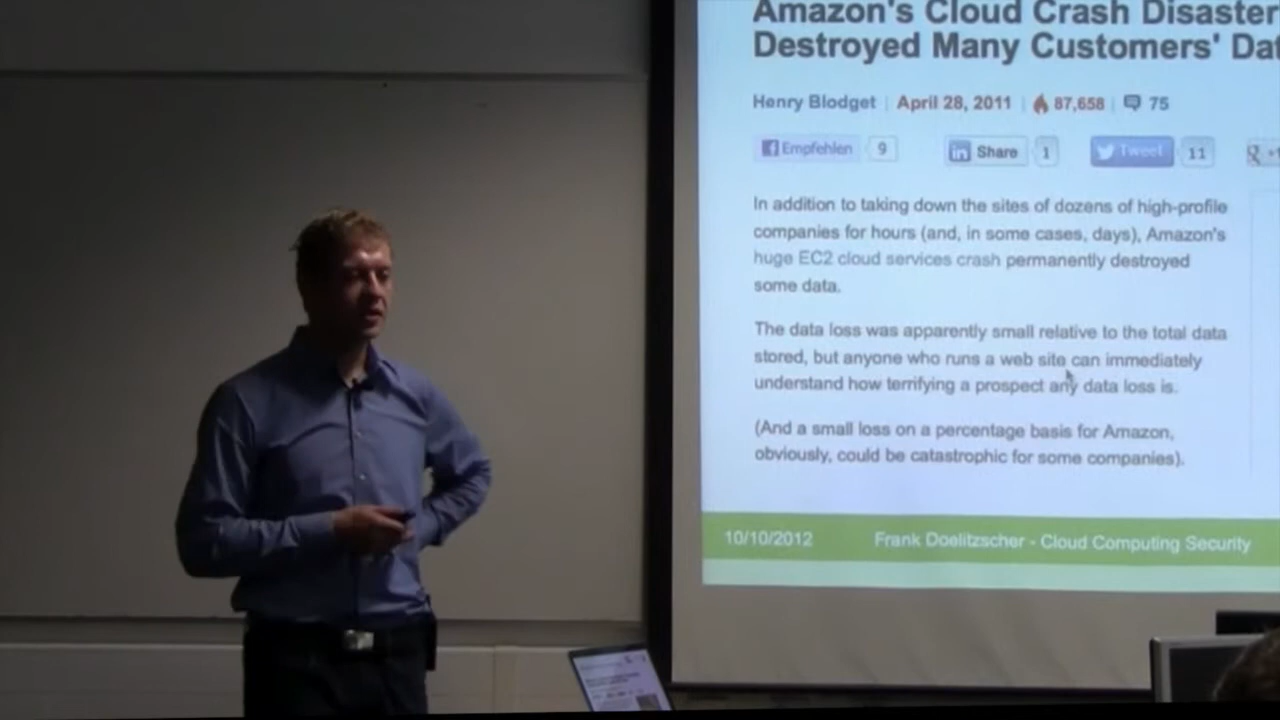 Amazon's Cloud Crash Disaster
Destroyed Many Customers'
Henry Blodget | April 28, 2011 | 87,658 | 75
Empfehlen 9 Share 1 Tweet 11
In addition to taking down the sites of dozens of high-profile
companies for hours (and, in some cases, days), Amazon's
huge EC2 cloud services crash permanently destroyed
some data.
The data loss was apparently small relative to the total data
stored, but anyone who runs a web site can immediately
understand how terrifying a prospect any data loss is.
(And a small loss on a percentage basis for Amazon,
obviously, could be catastrophic for some companies).
10/10/2012 Frank Doelitzscher - Cloud Computing Security